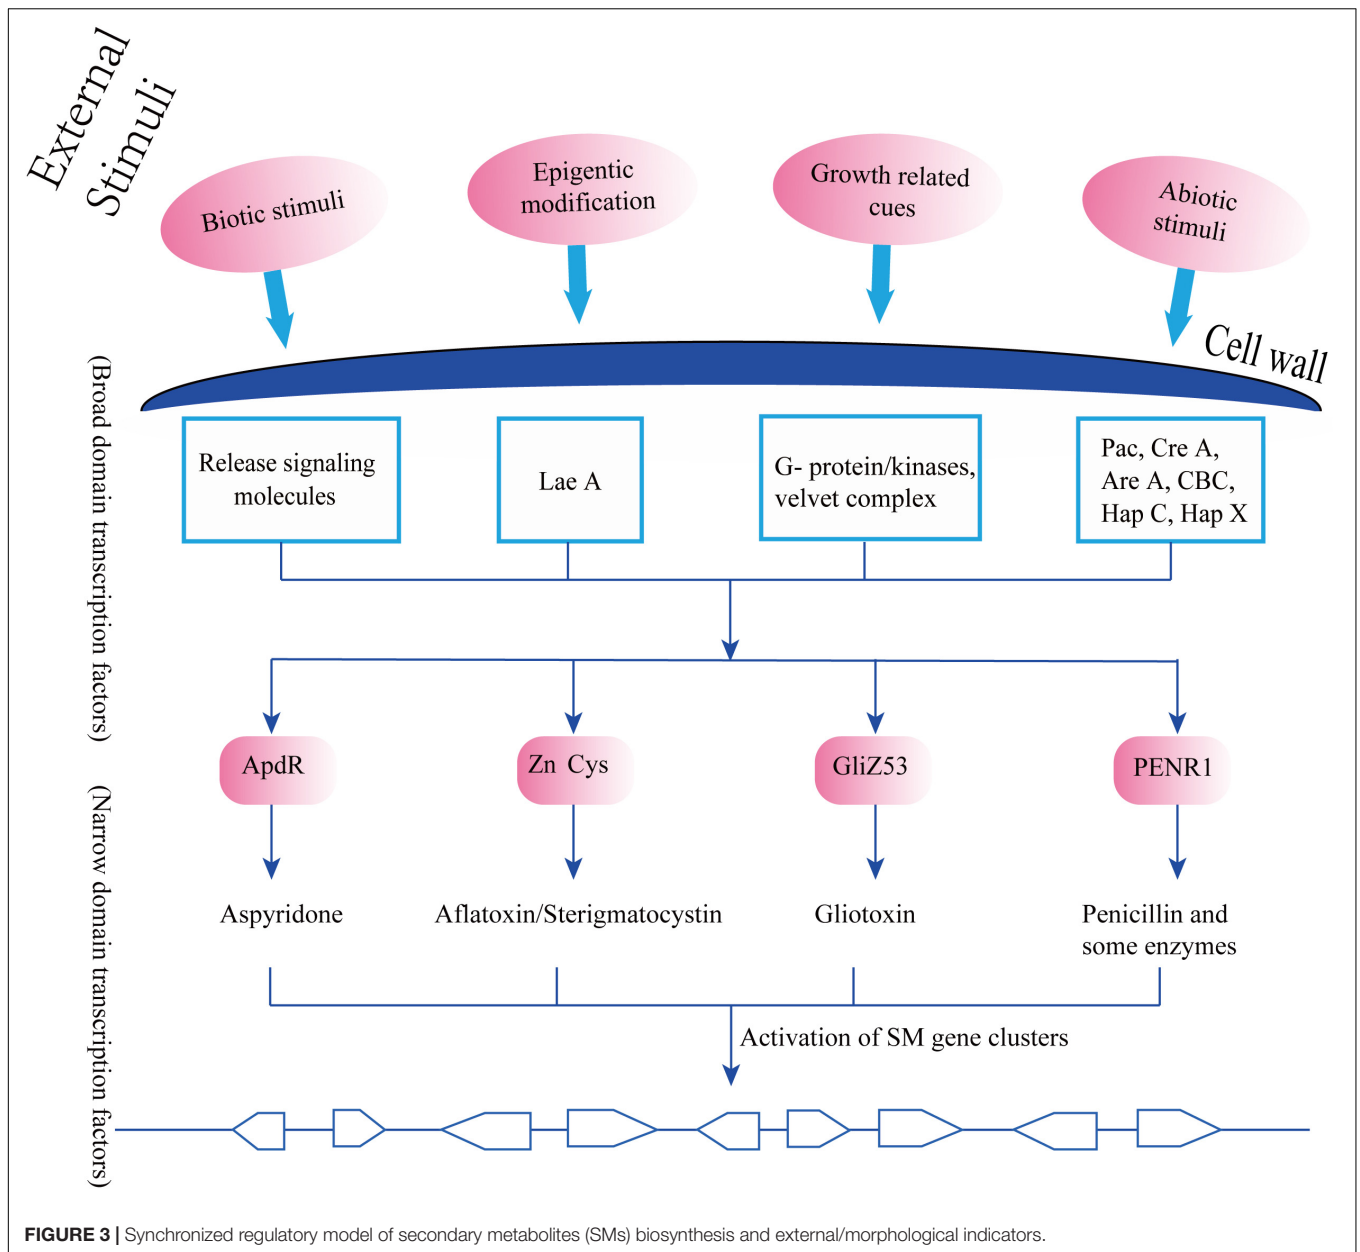 External
Stimuli
Biotic stimuli
Epigentic
modification
Growth related
cues
Abiotic
stimuli
Cell wall
(Broad domain transcription factors)
Release signaling
molecules
Lae A
G- protein/kinases,
velvet complex
Pac, Cre A,
Are A, CBC,
Hap C, Hap X
ApdR
Zn Cys
GliZ53
PENR1
(Narrow domain transcription factors)
Aspyridone
Aflatoxin/Sterigmatocystin
Gliotoxin
Penicillin and
some enzymes
Activation of SM gene clusters
FIGURE 3 | Synchronized regulatory model of secondary metabolites (SMs) biosynthesis and external/morphological indicators.